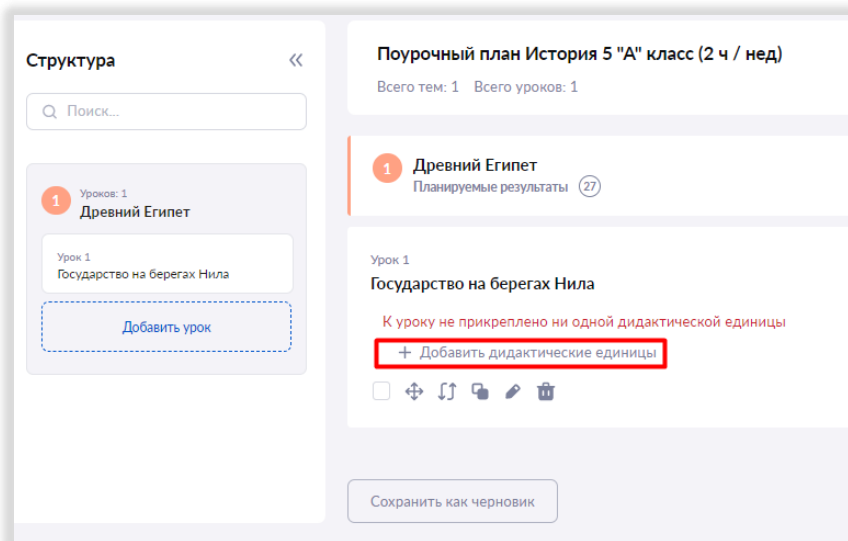 Структура
Поиск...
1
Уроков: 1
Древний Египет
Урок 1
Государство на берегах Нила
Добавить урок
Поурочный план История 5 "А" класс (2 ч / нед)
Всего тем: 1 Всего уроков: 1
1
Древний Египет
Планируемые результаты 27
Урок 1
Государство на берегах Нила
К уроку не прикреплено ни одной дидактической единицы
+ Добавить дидактические единицы
Сохранить как черновик